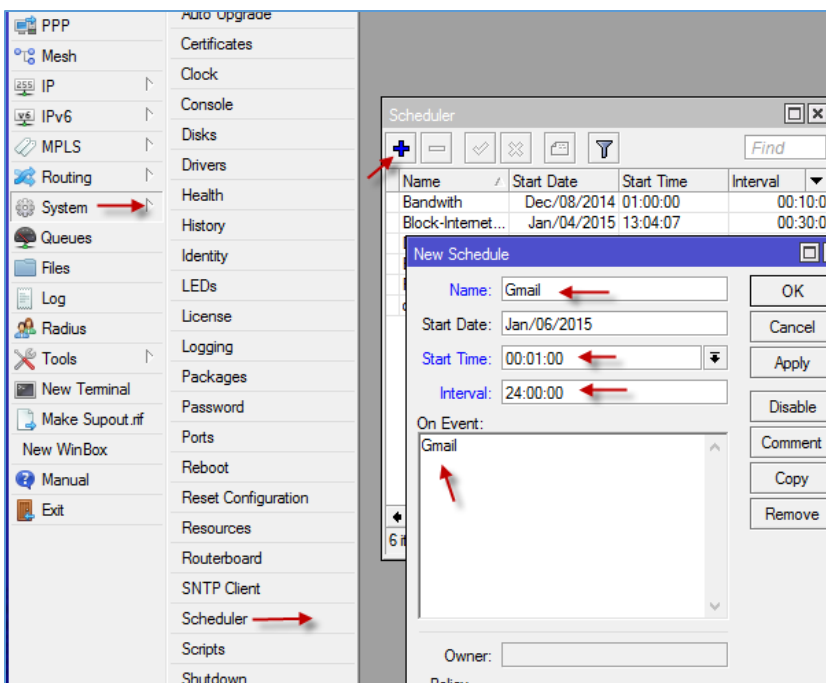 PPP
Mesh
IP
IPv6
MPLS
Routing
System
Queues
Files
Log
Radius
Tools
New Terminal
Make Supout.rif
New WinBox
Manual
Exit
Auto Upgrade
Certificates
Clock
Console
Disks
Drivers
Health
History
Identity
LEDs
License
Logging
Packages
Password
Ports
Reboot
Reset Configuration
Resources
Routerboard
SNTP Client
Scheduler
Scripts
Shutdown
Scheduler
Find
Name Start Date Start Time Interval
Bandwith Dec/08/2014 01:00:00 00:10:0
Block-Internet... Jan/04/2015 13:04:07 00:30:0
New Schedule
Name: Gmail
Start Date: Jan/06/2015
Start Time: 00:01:00
Interval: 24:00:00
On Event:
Gmail
Owner:
Policy
OK
Cancel
Apply
Disable
Comment
Copy
Remove